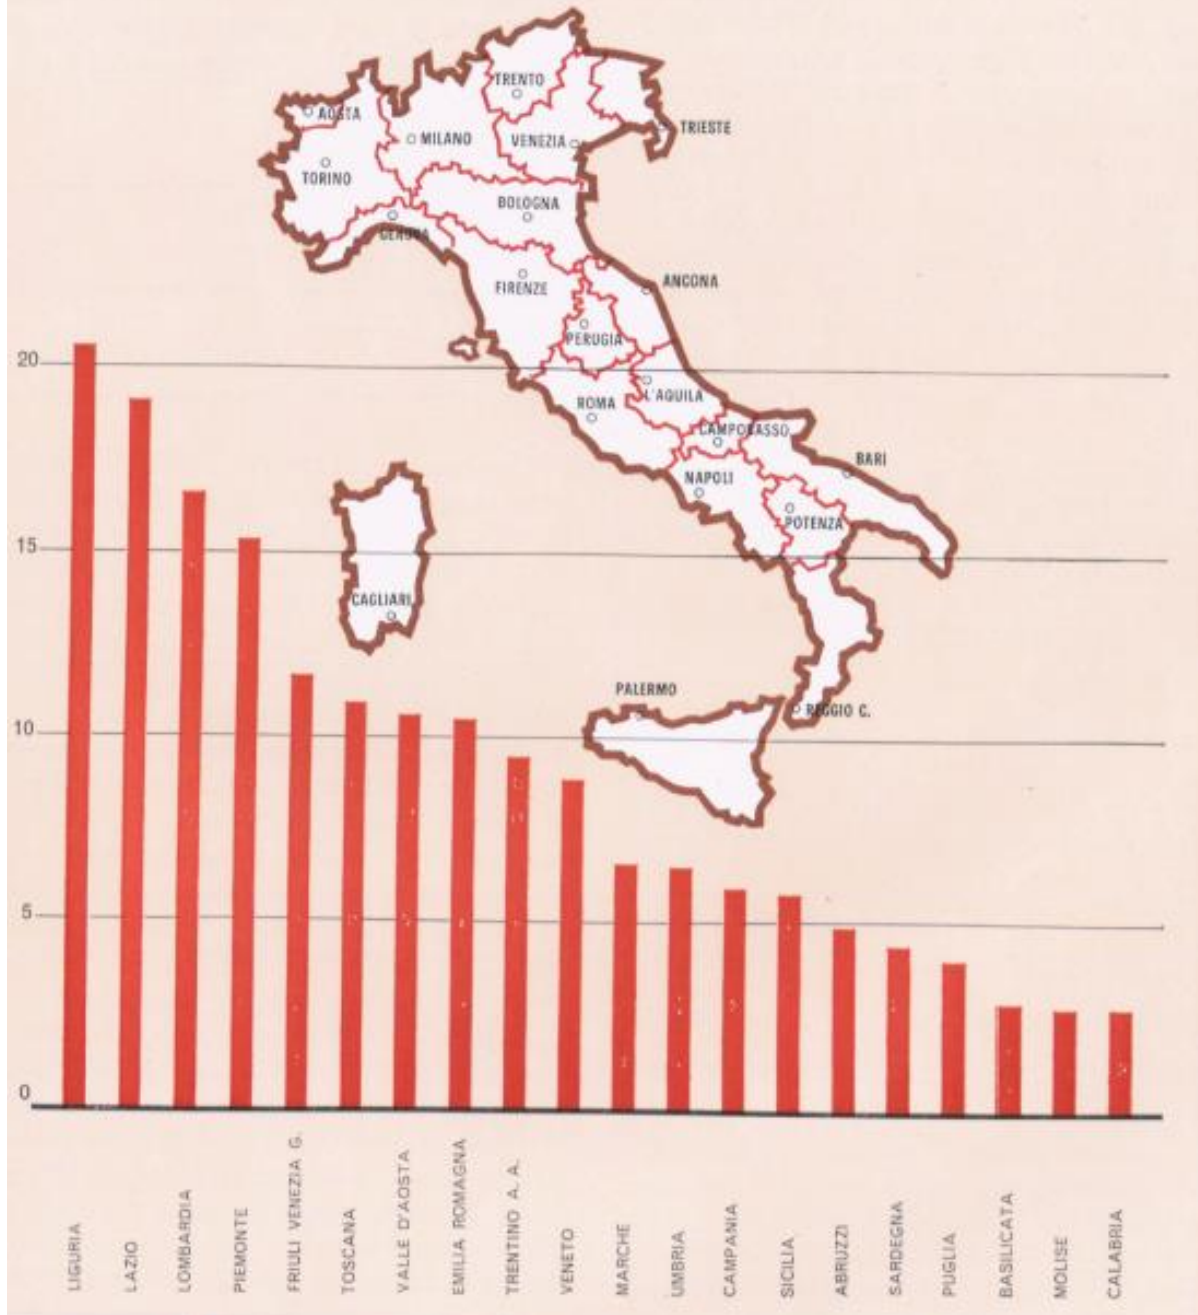 TRENTO
AOSTA
MILANO
VENEZIA
TRIESTE
TORINO
BOLOGNA
GENOVA
FIRENZE
ANCONA
PERUGIA
L'AQUILA
ROMA
CAMPOBASSO
BARI
NAPOLI
POTENZA
CAGLIARI
PALERMO
REGGIO C.
20
15
10
5
0
LIGURIA
LAZIO
LOMBARDIA
PIEMONTE
FRIULI VENEZIA G.
TOSCANA
VALLE D'AOSTA
EMILIA ROMAGNA
TRENTINO A. A.
VENETO
MARCHE
UMBRIA
CAMPANIA
SICILIA
ABRUZZI
SARDEGNA
PUGLIA
BASILICATA
MOLISE
CALABRIA